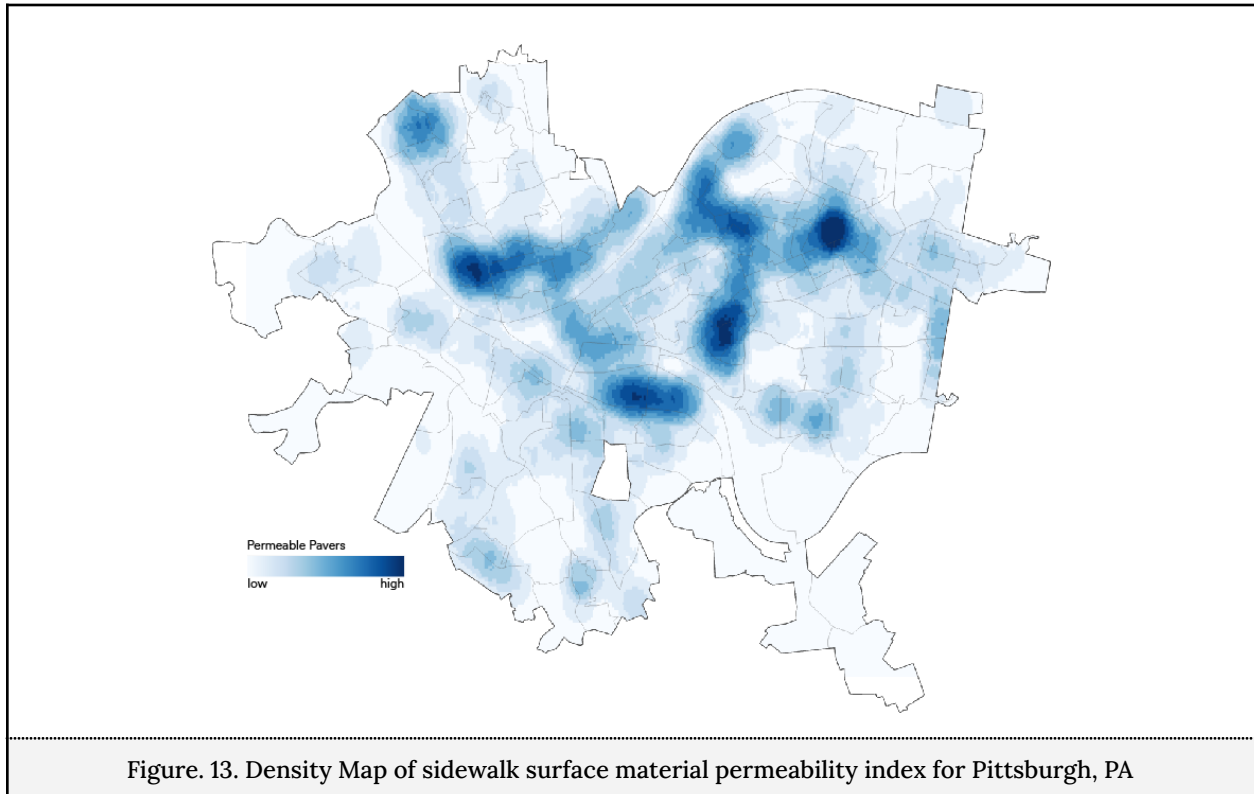 Permeable Pavers
low high
Figure. 13. Density Map of sidewalk surface material permeability index for Pittsburgh, PA